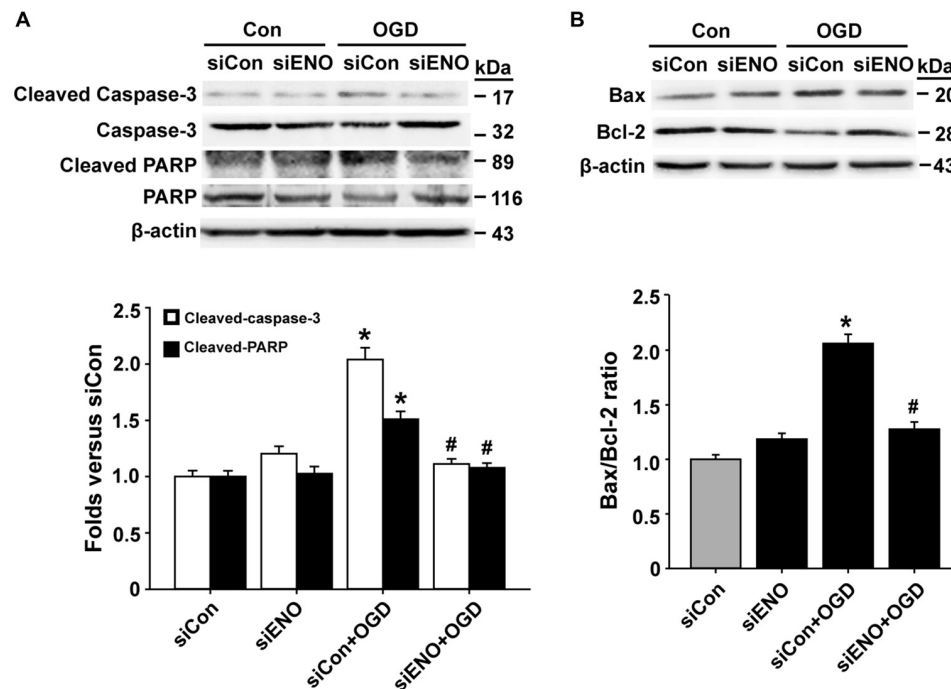 A
Con OGD
siCon siENO siCon siENO kDa
Cleaved Caspase-3 17
Caspase-3 32
Cleaved PARP 89
PARP 116
β-actin 43
Folds versus siCon
2.5
2.0
1.5
1.0
0.5
0
Cleaved-caspase-3
Cleaved-PARP
*
*
# #
siCon siENO siCon+OGD siENO+OGD
B
Con OGD
siCon siENO siCon siENO kDa
Bax 20
Bcl-2 28
β-actin 43
Bax/Bcl-2 ratio
2.5
2.0
1.5
1.0
0.5
0
*
#
siCon siENO siCon+OGD siENO+OGD